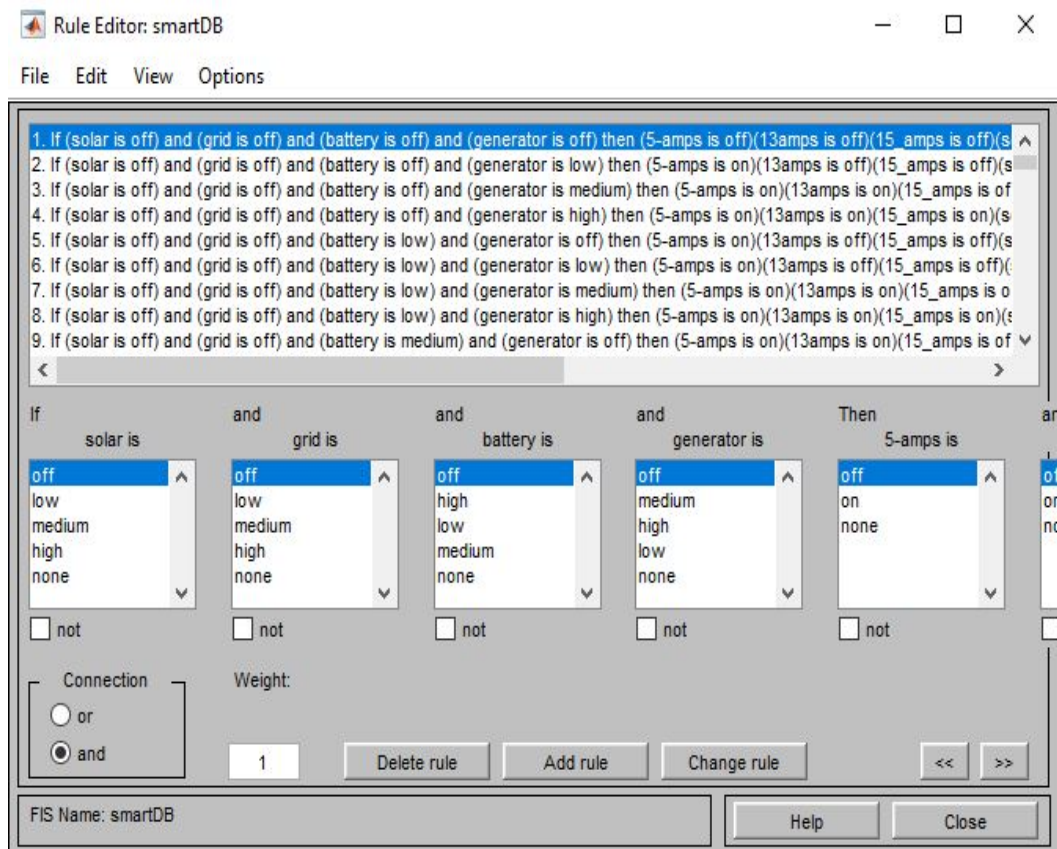 Rule Editor: smartDB
File Edit View Options
1. If (solar is off) and (grid is off) and (battery is off) and (generator is off) then (5-amps is off)(13amps is off)(15_amps is off)(s
2. If (solar is off) and (grid is off) and (battery is off) and (generator is low) then (5-amps is on)(13amps is off)(15_amps is off)(s
3. If (solar is off) and (grid is off) and (battery is off) and (generator is medium) then (5-amps is on)(13amps is on)(15_amps is of
4. If (solar is off) and (grid is off) and (battery is off) and (generator is high) then (5-amps is on)(13amps is on)(15_amps is on)(s
5. If (solar is off) and (grid is off) and (battery is low) and (generator is off) then (5-amps is on)(13amps is off)(15_amps is off)(s
6. If (solar is off) and (grid is off) and (battery is low) and (generator is low) then (5-amps is on)(13amps is off)(15_amps is off)(
7. If (solar is off) and (grid is off) and (battery is low) and (generator is medium) then (5-amps is on)(13amps is on)(15_amps is o
8. If (solar is off) and (grid is off) and (battery is low) and (generator is high) then (5-amps is on)(13amps is on)(15_amps is on)(s
9. If (solar is off) and (grid is off) and (battery is medium) and (generator is off) then (5-amps is on)(13amps is on)(15_amps is of
If and and and Then an
solar is grid is battery is generator is 5-amps is
off off off off off of
low low high medium on or
medium medium low high none no
high high medium low
none none none none
not not not not not
Connection Weight:
or
and 1 Delete rule Add rule Change rule << >>
FIS Name: smartDB Help Close